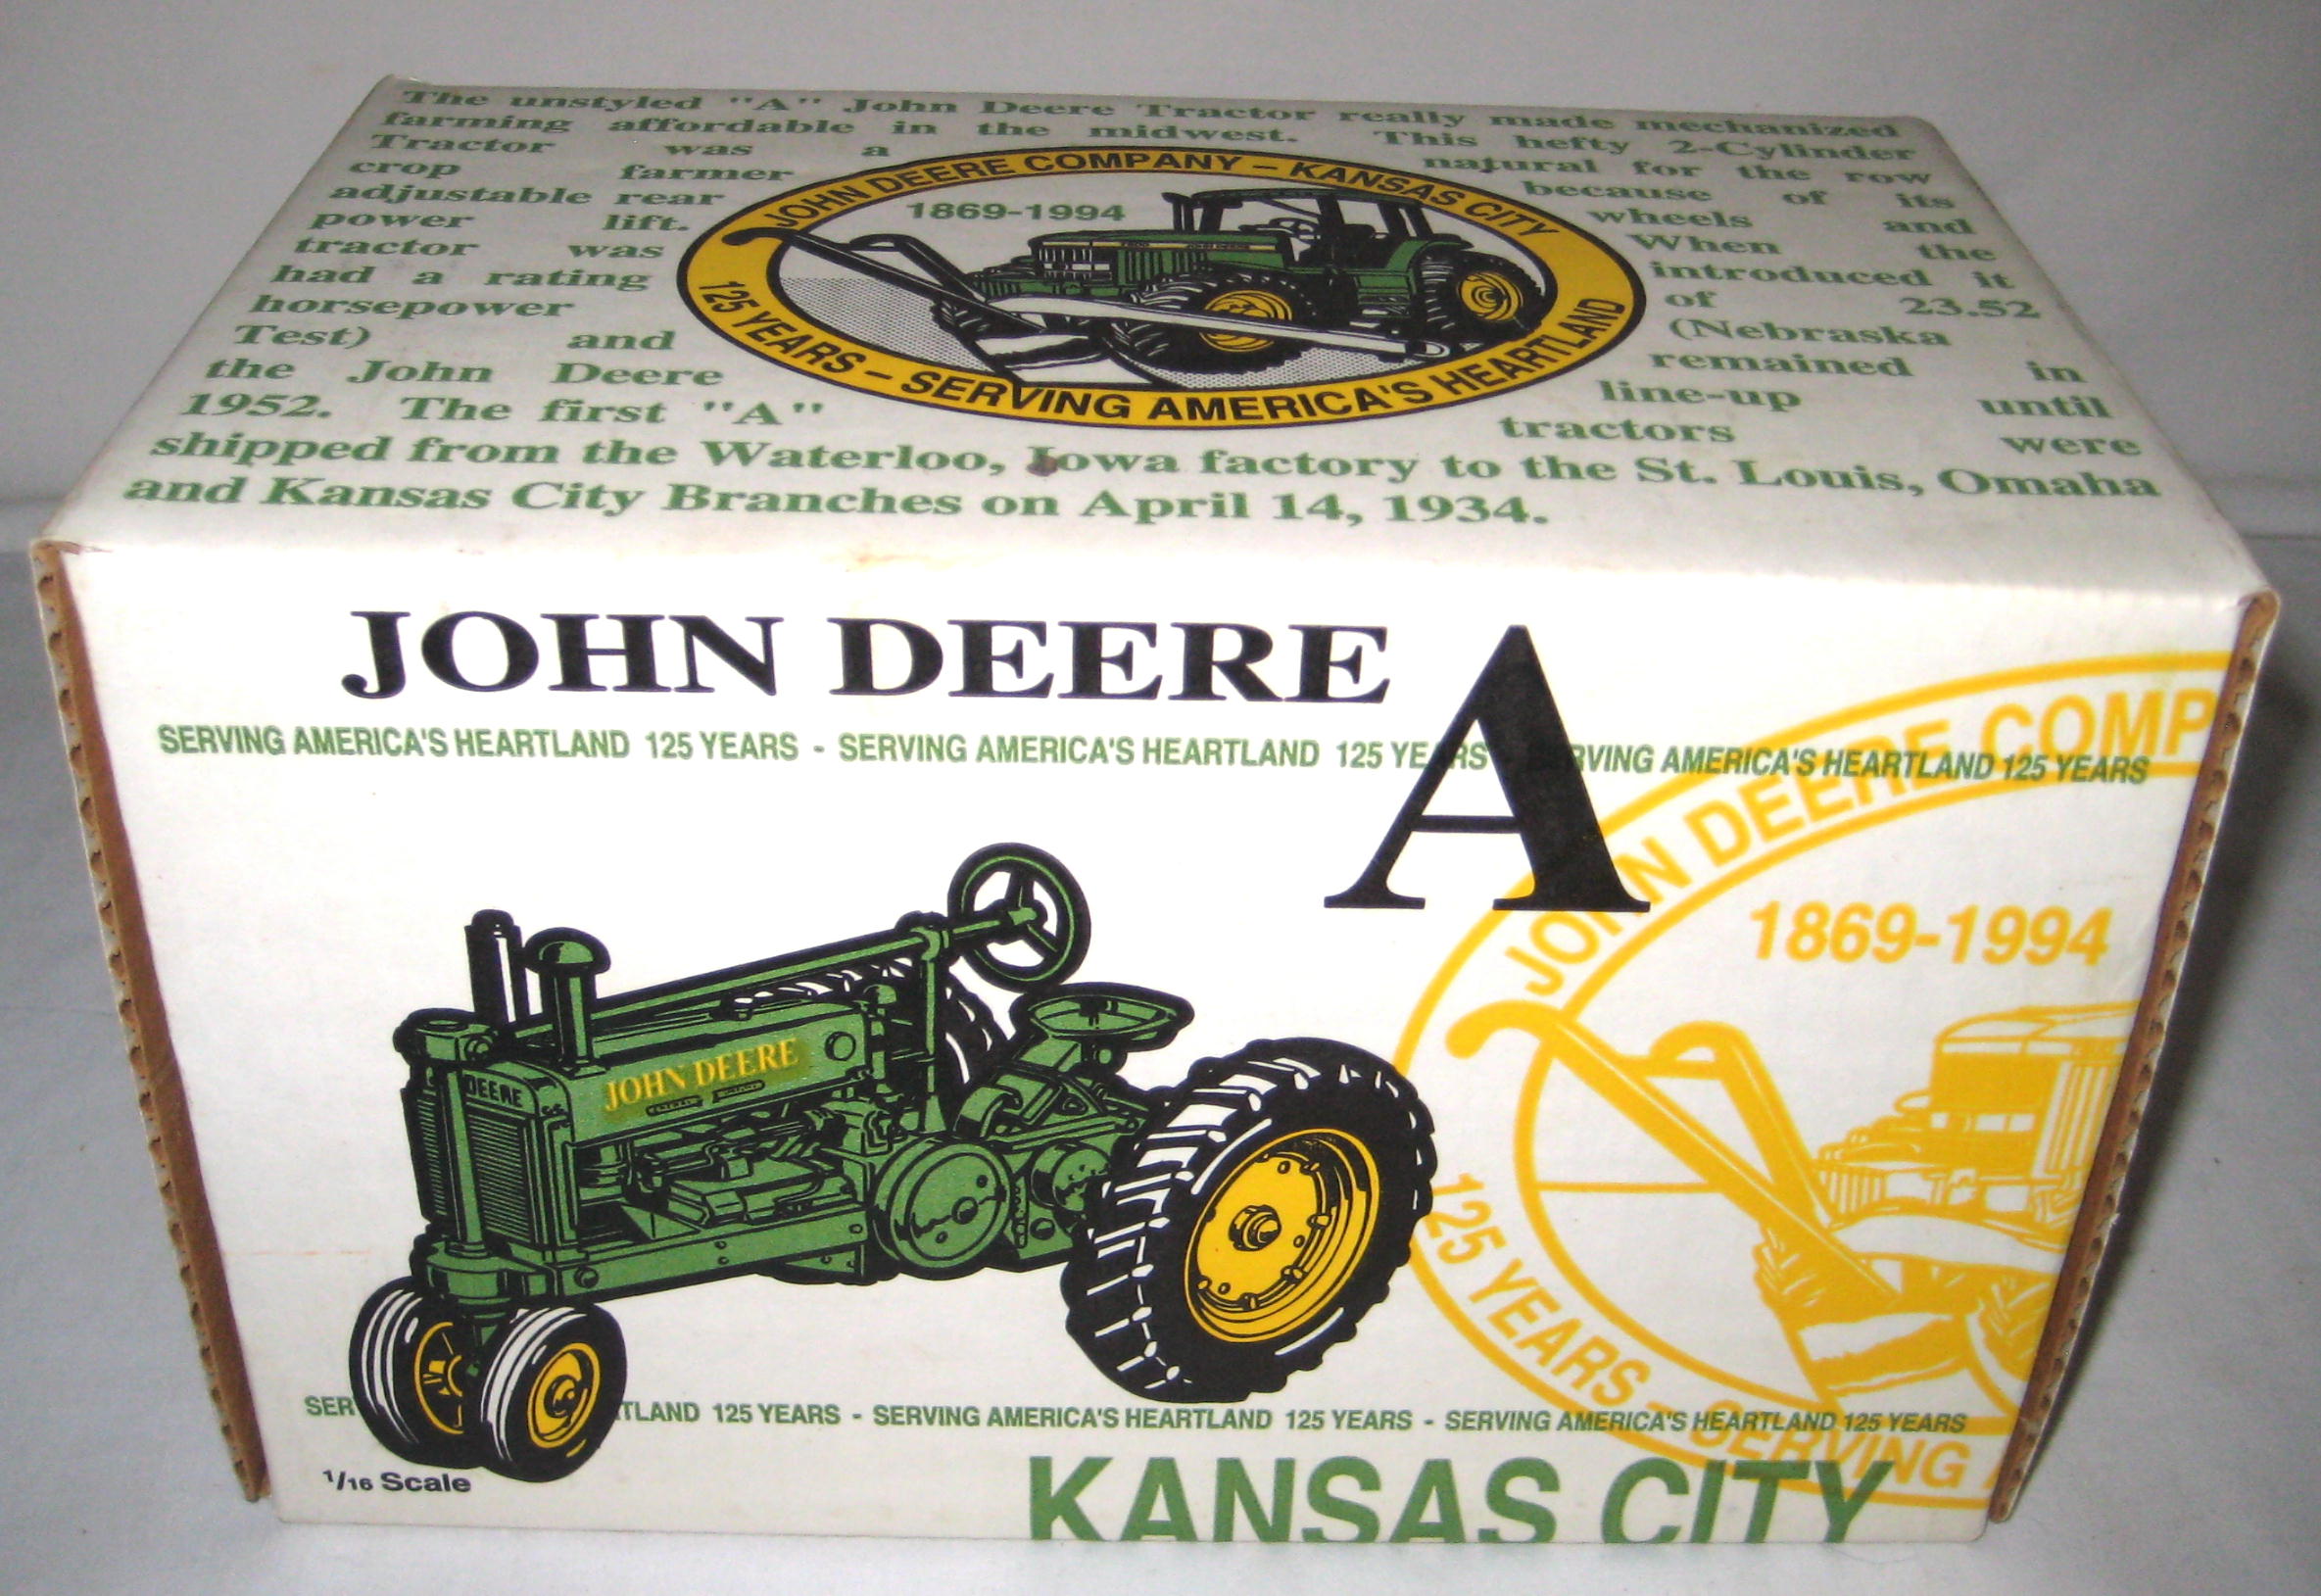 The unstyled "A" John Deere Tractor really made mechanized
farming affordable in the midwest. This hefty 2-Cylinder
Tractor was a natural for the row
crop farmer because of its
adjustable rear wheels and
power lift. When the
tractor was introduced it
had a rating of 23.52
horsepower (Nebraska
Test) and remained in
the John Deere line-up until
1952. The first "A" tractors were
shipped from the Waterloo, Iowa factory to the St. Louis, Omaha
and Kansas City Branches on April 14, 1934.
JOHN DEERE COMPANY – KANSAS CITY
1869-1994
125 YEARS – SERVING AMERICA'S HEARTLAND
JOHN DEERE A
SERVING AMERICA'S HEARTLAND 125 YEARS - SERVING AMERICA'S HEARTLAND 125 YEARS RVING AMERICA'S HEARTLAND 125 YEARS
JOHN DEERE COMP
1869-1994
125 YEARS - SERVING
JOHN DEERE
DEERE
SER TLAND 125 YEARS - SERVING AMERICA'S HEARTLAND 125 YEARS - SERVING AMERICA'S HEARTLAND 125 YEARS
1/16 Scale
KANSAS CITY